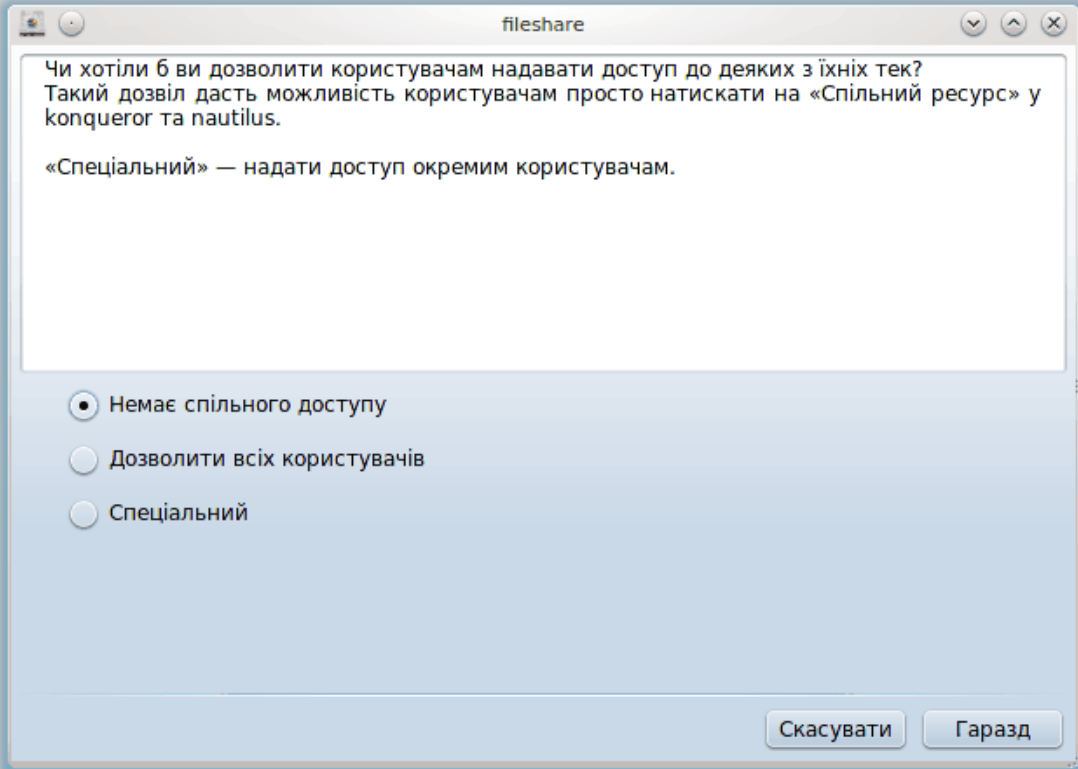 fileshare
Чи хотіли б ви дозволити користувачам надавати доступ до деяких з їхніх тек?
Такий дозвіл дасть можливість користувачам просто натискати на «Спільний ресурс» у
konqueror та nautilus.
«Спеціальний» — надати доступ окремим користувачам.
Немає спільного доступу
Дозволити всіх користувачів
Спеціальний
Скасувати
Гаразд